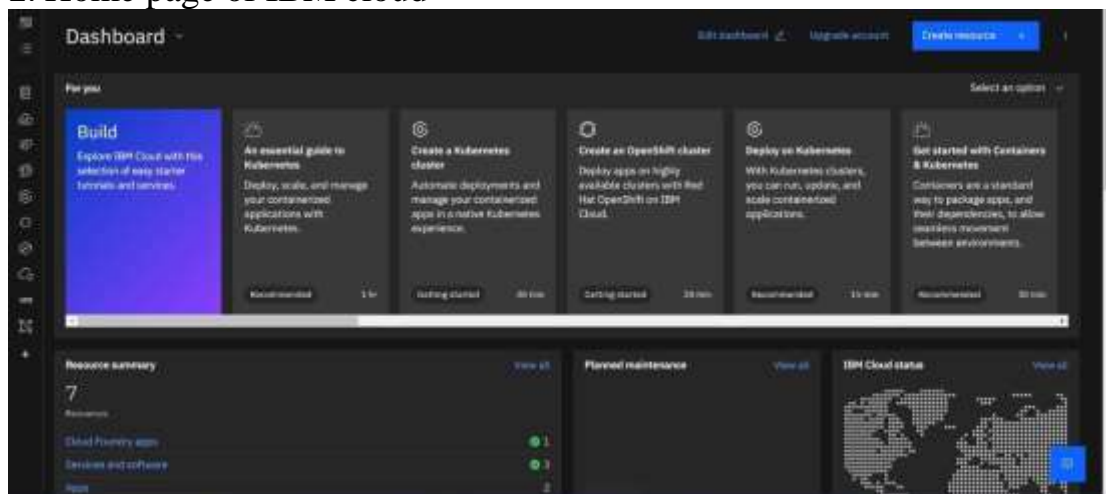 Home page of IBM cloud
Dashboard
Edit dashboard
Upgrade account
Create resource +
For you
Select an option
Build
Explore IBM Cloud with this
selection of easy starter
tutorials and services.
An essential guide to
Kubernetes
Deploy, scale, and manage
your containerized
applications with
Kubernetes.
Recommended 1 hr
Create a Kubernetes
cluster
Automate deployments and
manage your containerized
apps in a native Kubernetes
experience.
Getting started
Create an OpenShift cluster
Deploy apps on highly
available clusters with Red
Hat OpenShift on IBM
Cloud.
Getting started
Deploy on Kubernetes
With Kubernetes clusters,
you can run, update, and
scale containerized
applications.
Recommended 15 min
Get started with Containers
& Kubernetes
Containers are a standard
way to package apps, and
their dependencies, to allow
seamless movement
between environments.
Recommended
Resource summary View all
7
Resources
Cloud Foundry apps 1
Services and software 3
Apps 2
Planned maintenance View all
IBM Cloud status View all